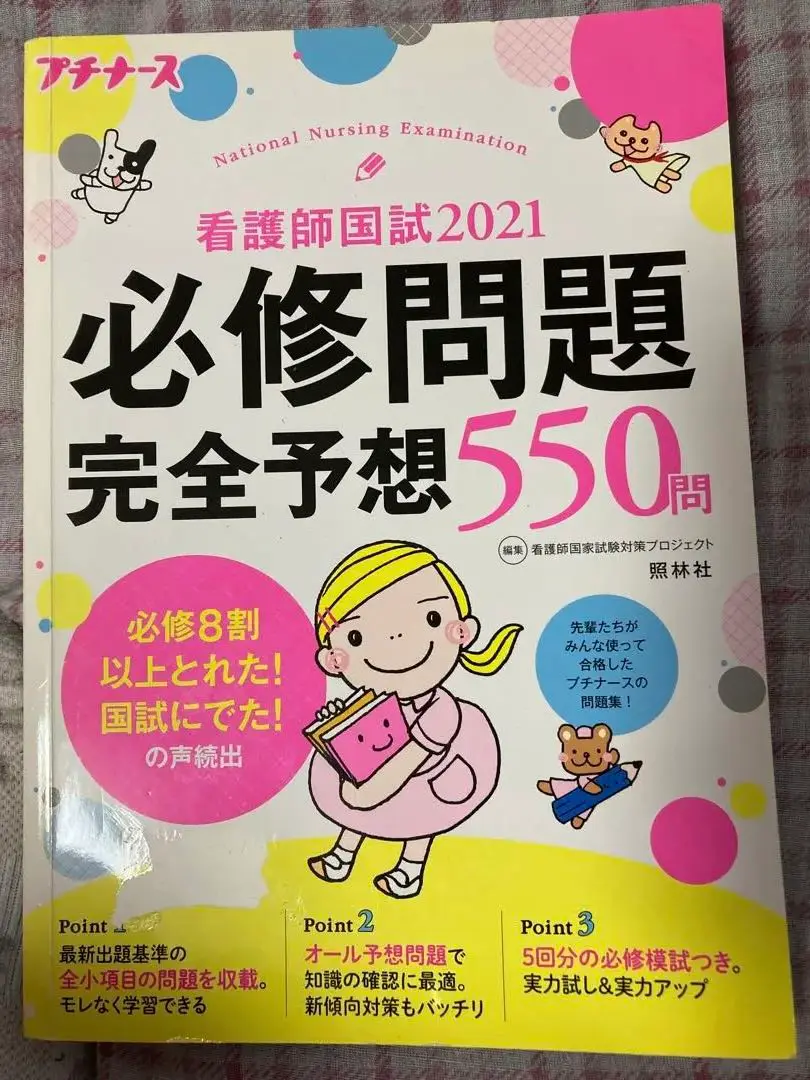 プチナース
National Nursing Examination
看護師国試2021
必修問題
完全予想550問
編集 看護師国家試験対策プロジェクト
照林社
必修8割
以上とれた!
国試にでた!
の声続出
先輩たちが
みんな使って
合格した
プチナースの
問題集!
Point
最新出題基準の
全小項目の問題を収載。
モレなく学習できる
Point 2
オール予想問題で
知識の確認に最適。
新傾向対策もバッチリ
Point 3
5回分の必修模試つき。
実力試し&実力アップ